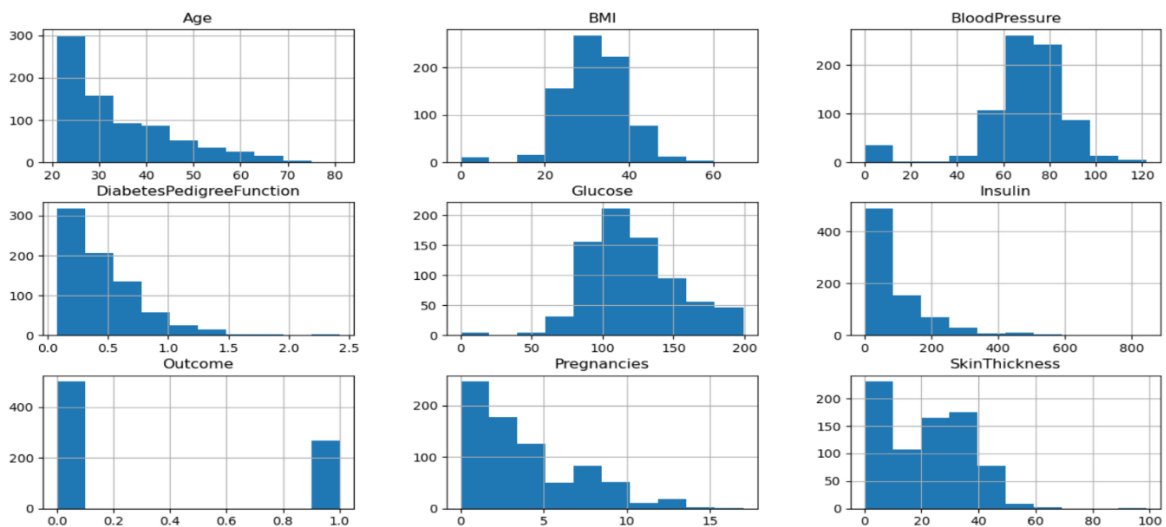 Age BMI BloodPressure
300
200
100
0
20 30 40 50 60 70 80
200
100
0
0 20 40 60
200
100
0
0 20 40 60 80 100 120
DiabetesPedigreeFunction Glucose Insulin
300
200
100
0
0.0 0.5 1.0 1.5 2.0 2.5
200
150
100
50
0
0 50 100 150 200
400
200
0
0 200 400 600 800
Outcome Pregnancies SkinThickness
400
200
0
0.0 0.2 0.4 0.6 0.8 1.0
200
100
0
0 5 10 15
200
150
100
50
0
0 20 40 60 80 100